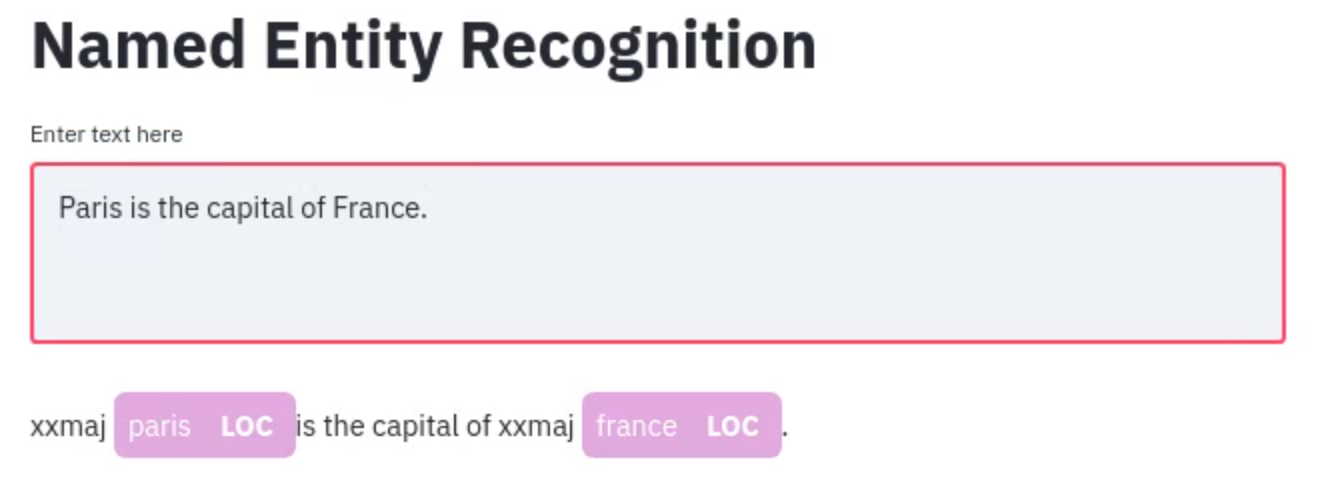 Named Entity Recognition
Enter text here
Paris is the capital of France.
xxmaj paris LOC is the capital of xxmaj france LOC .